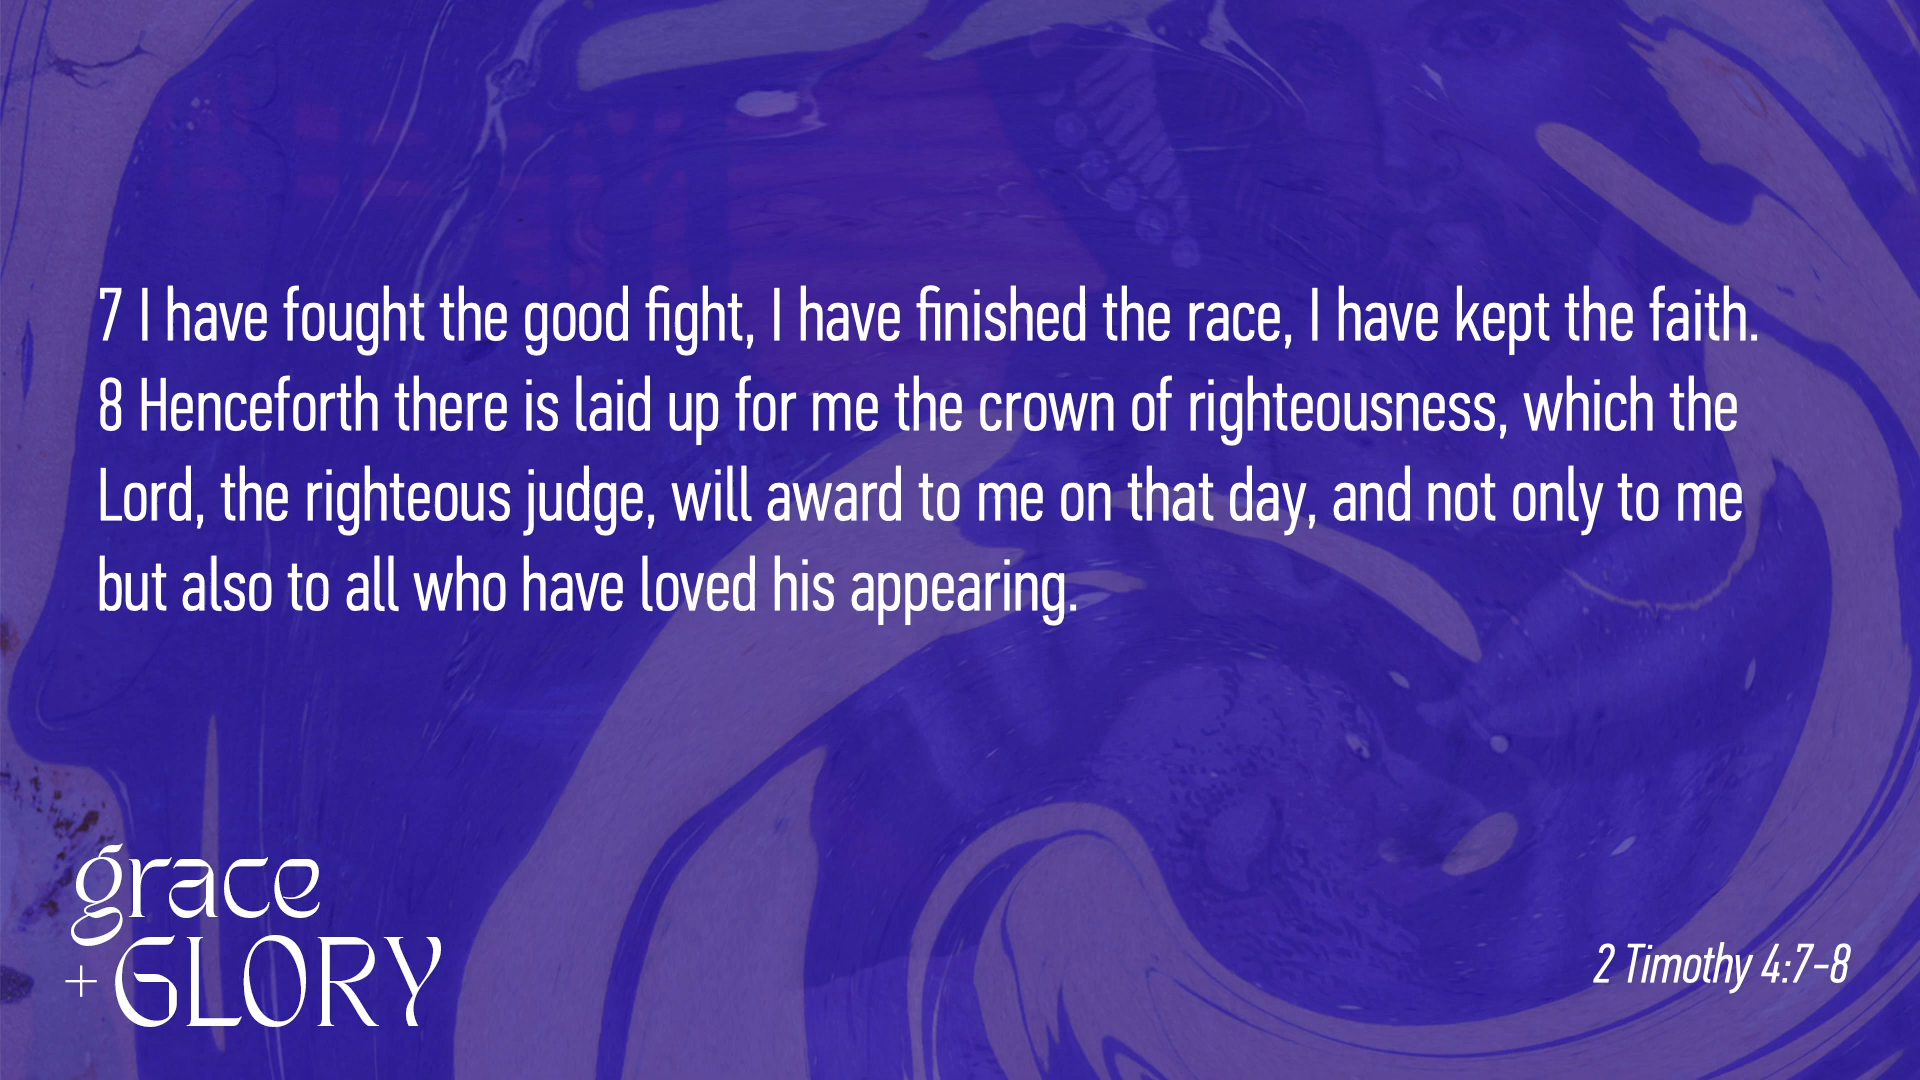 7 I have fought the good fight, I have finished the race, I have kept the faith.
8 Henceforth there is laid up for me the crown of righteousness, which the
Lord, the righteous judge, will award to me on that day, and not only to me
but also to all who have loved his appearing.
grace
+ GLORY
2 Timothy 4:7-8